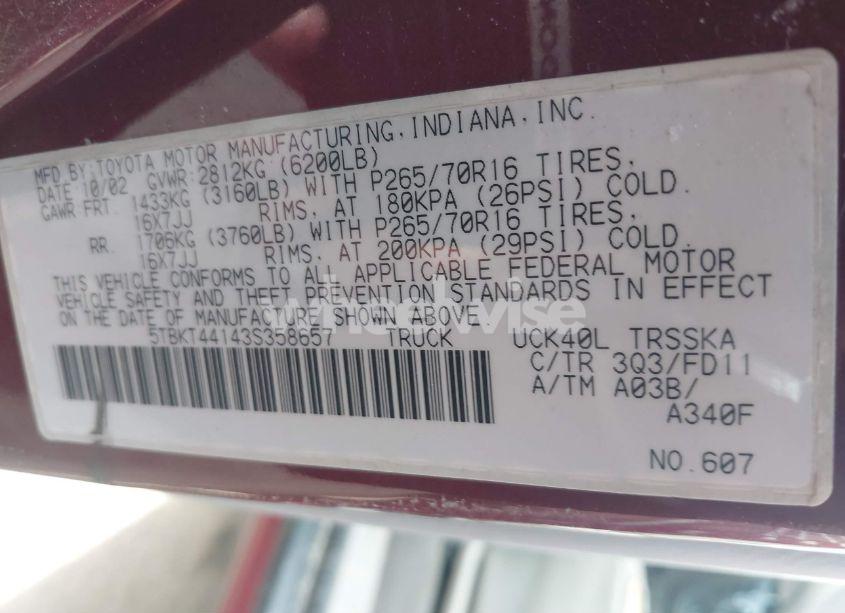 MFD.BY:TOYOTA MOTOR MANUFACTURING,INDIANA,INC.
DATE 10/02 GVWR:2812KG (6200LB)
GAWR:FRT. 1433KG (3160LB) WITH P265/70R16 TIRES,
16X7JJ RIMS, AT 180KPA (26PSI) COLD.
RR. 1706KG (3760LB) WITH P265/70R16 TIRES,
16X7JJ RIMS, AT 200KPA (29PSI) COLD.
THIS VEHICLE CONFORMS TO ALL APPLICABLE FEDERAL MOTOR
VEHICLE SAFETY AND THEFT PREVENTION STANDARDS IN EFFECT
ON THE DATE OF MANUFACTURE SHOWN ABOVE.
wheelwise
5TBKT44143S358657 TRUCK UCK40L TRSSKA
C/TR 3Q3/FD11
A/TM A03B/
A340F
NO.607